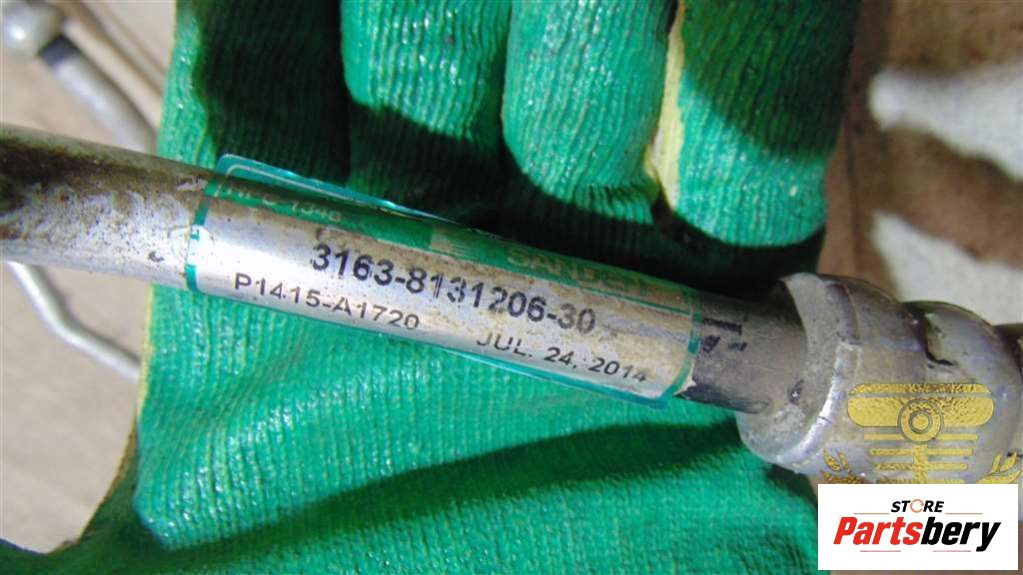 3163-8131206-30
P1415-A1720
JUL. 24, 2014
STORE
Partsbery